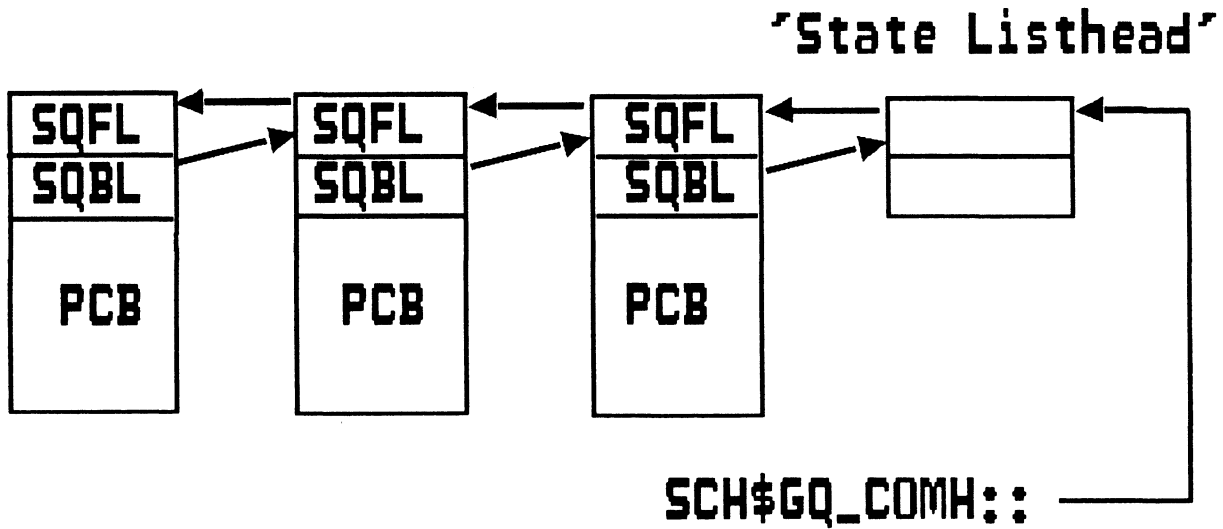 "State Listhead"
SQFL SQFL SQFL
SQBL SQBL SQBL
PCB PCB PCB
SCH$GQ_COMH::